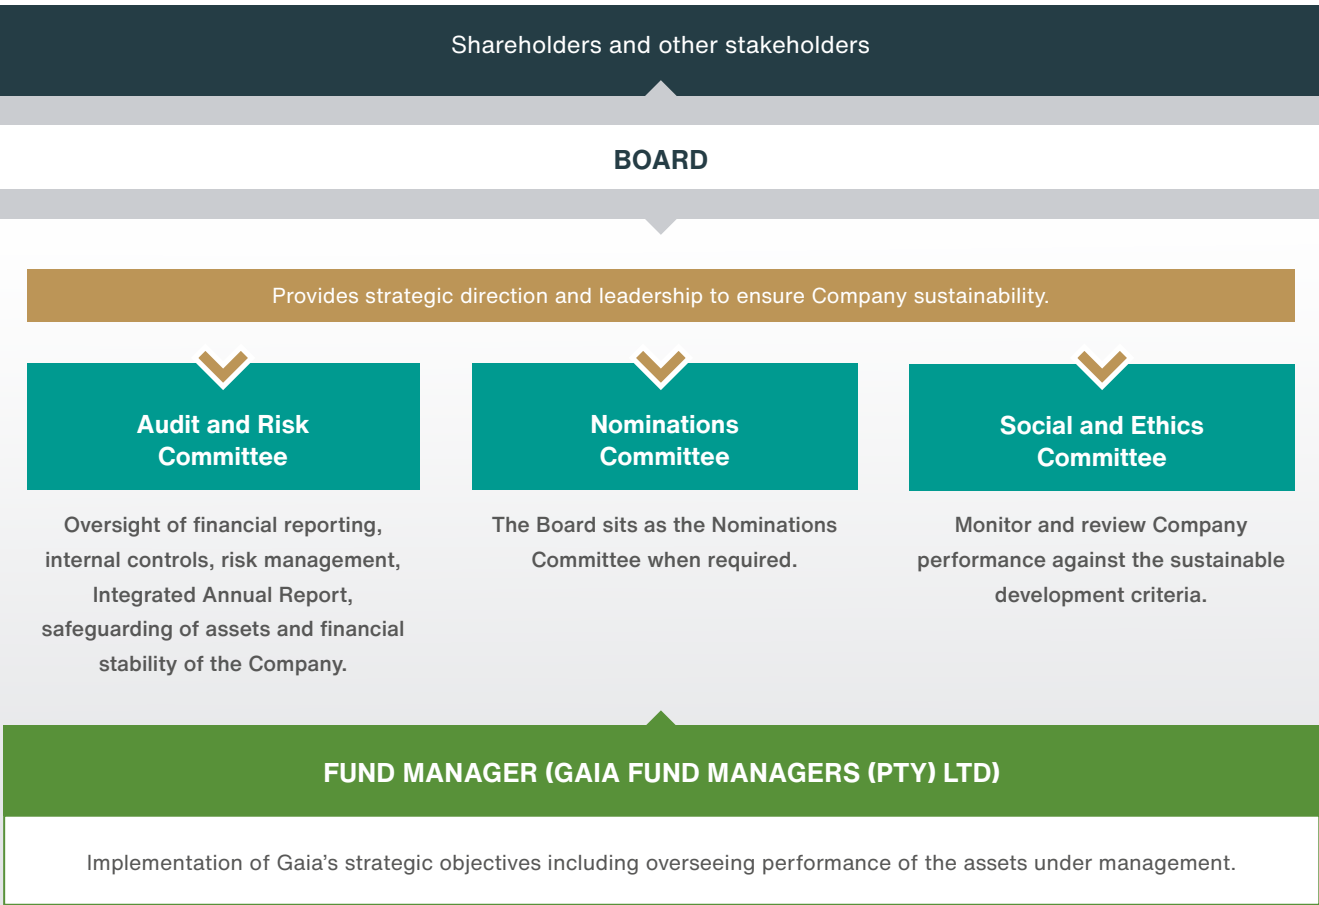 Shareholders and other stakeholders
BOARD
Provides strategic direction and leadership to ensure Company sustainability.
Audit and Risk
Committee
Oversight of financial reporting,
internal controls, risk management,
Integrated Annual Report,
safeguarding of assets and financial
stability of the Company.
Nominations
Committee
The Board sits as the Nominations
Committee when required.
Social and Ethics
Committee
Monitor and review Company
performance against the sustainable
development criteria.
FUND MANAGER (GAIA FUND MANAGERS (PTY) LTD)
Implementation of Gaia’s strategic objectives including overseeing performance of the assets under management.